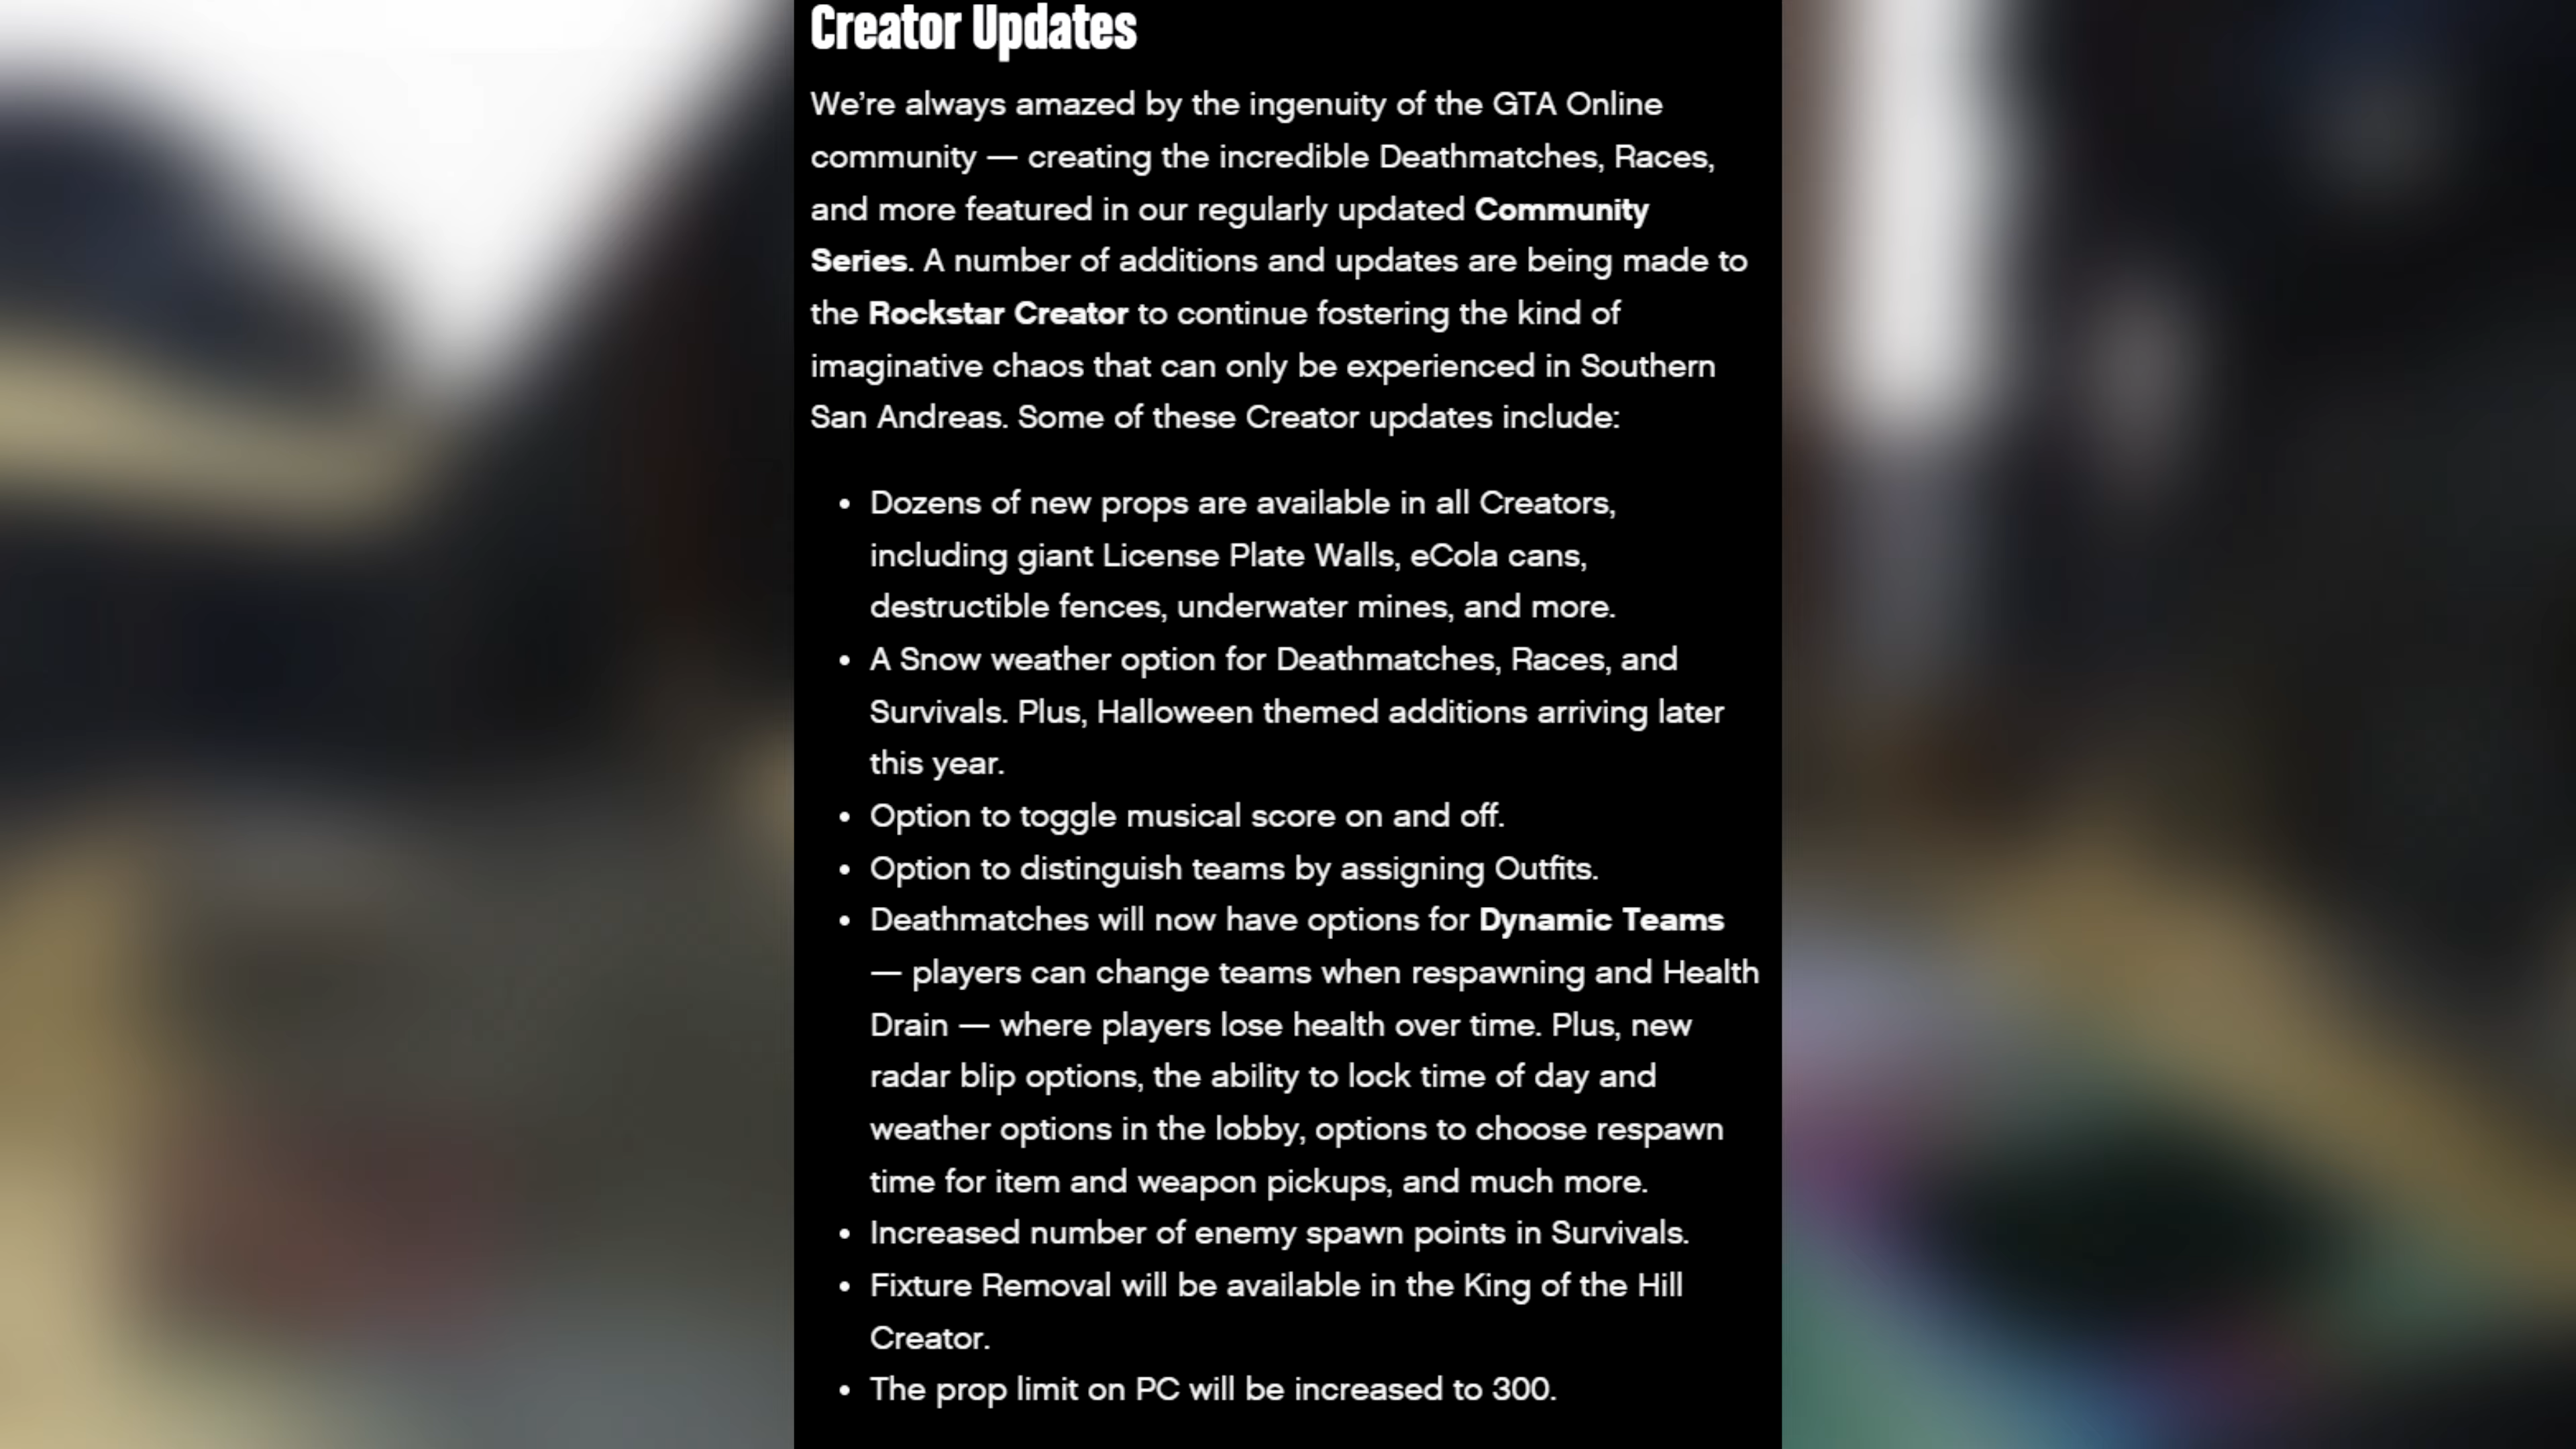 Creator Updates
We're always amazed by the ingenuity of the GTA Online
community — creating the incredible Deathmatches, Races,
and more featured in our regularly updated Community
Series. A number of additions and updates are being made to
the Rockstar Creator to continue fostering the kind of
imaginative chaos that can only be experienced in Southern
San Andreas. Some of these Creator updates include:
• Dozens of new props are available in all Creators,
including giant License Plate Walls, eCola cans,
destructible fences, underwater mines, and more.
• A Snow weather option for Deathmatches, Races, and
Survivals. Plus, Halloween themed additions arriving later
this year.
• Option to toggle musical score on and off.
• Option to distinguish teams by assigning Outfits.
• Deathmatches will now have options for Dynamic Teams
— players can change teams when respawning and Health
Drain — where players lose health over time. Plus, new
radar blip options, the ability to lock time of day and
weather options in the lobby, options to choose respawn
time for item and weapon pickups, and much more.
• Increased number of enemy spawn points in Survivals.
• Fixture Removal will be available in the King of the Hill
Creator.
• The prop limit on PC will be increased to 300.